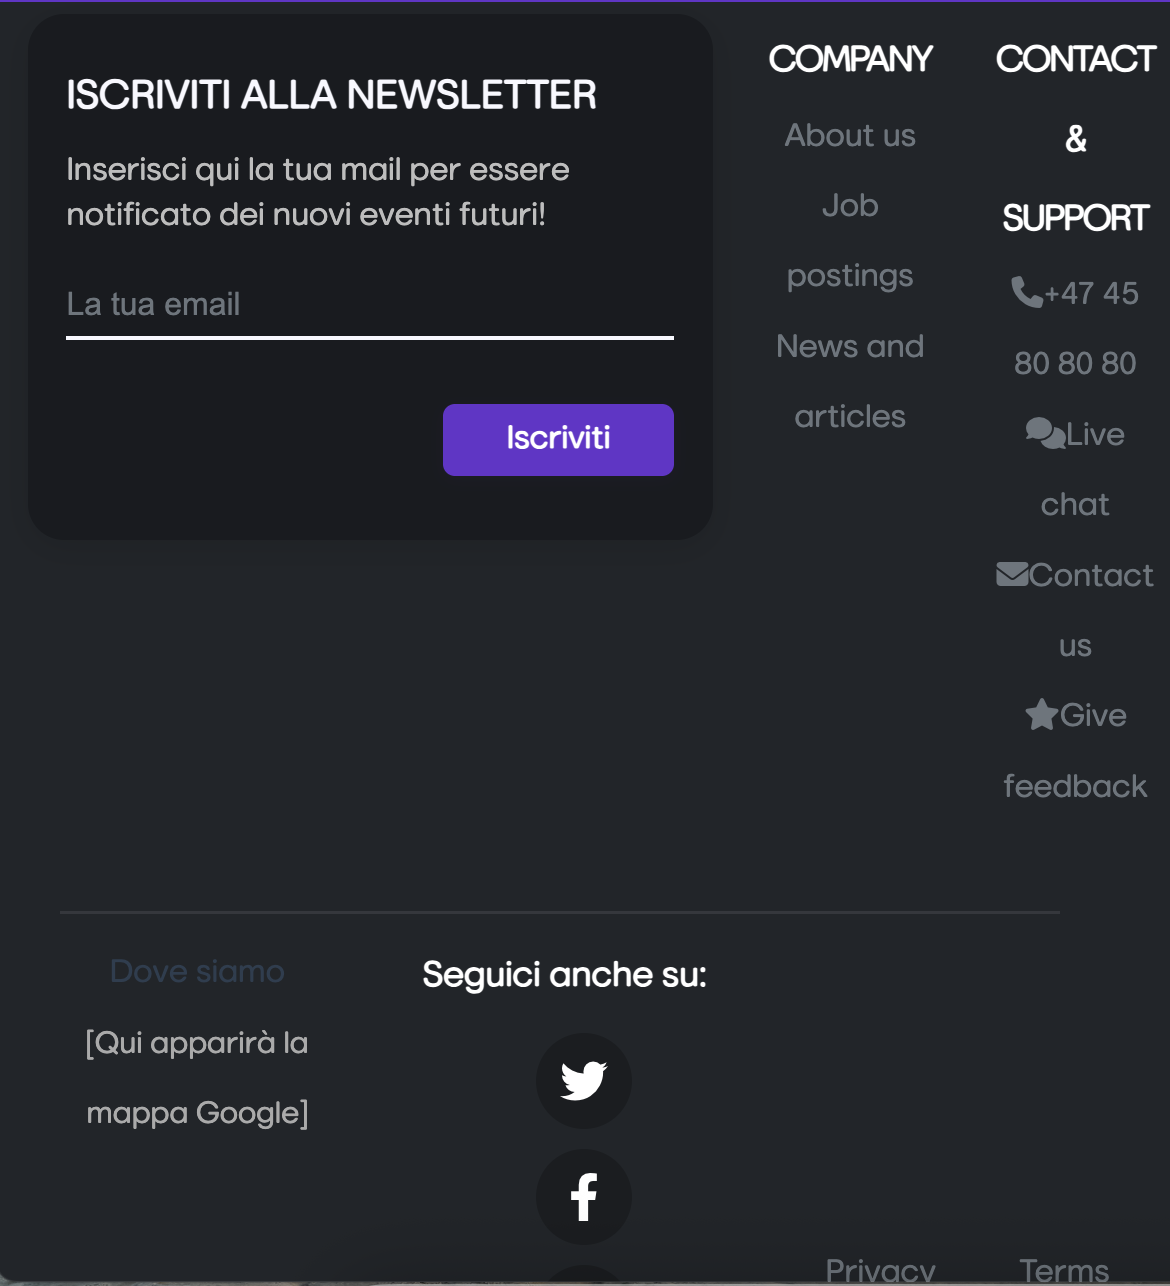 ISCRIVITI ALLA NEWSLETTER
Inserisci qui la tua mail per essere
notificato dei nuovi eventi futuri!
La tua email
Iscriviti
COMPANY
About us
Job
postings
News and
articles
CONTACT
&
SUPPORT
+47 45
80 80 80
Live
chat
Contact
us
Give
feedback
Dove siamo
[Qui apparirà la
mappa Google]
Seguici anche su:
Privacy
Terms